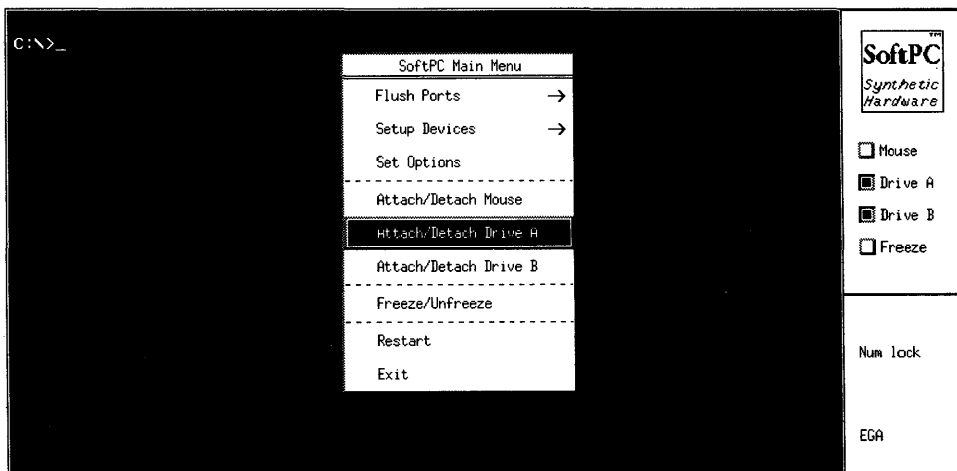 C:\>_
SoftPC Main Menu
Flush Ports →
Setup Devices →
Set Options
Attach/Detach Mouse
Attach/Detach Drive A
Attach/Detach Drive B
Freeze/Unfreeze
Restart
Exit
SoftPC™
Synthetic
Hardware
Mouse
Drive A
Drive B
Freeze
Num lock
EGA